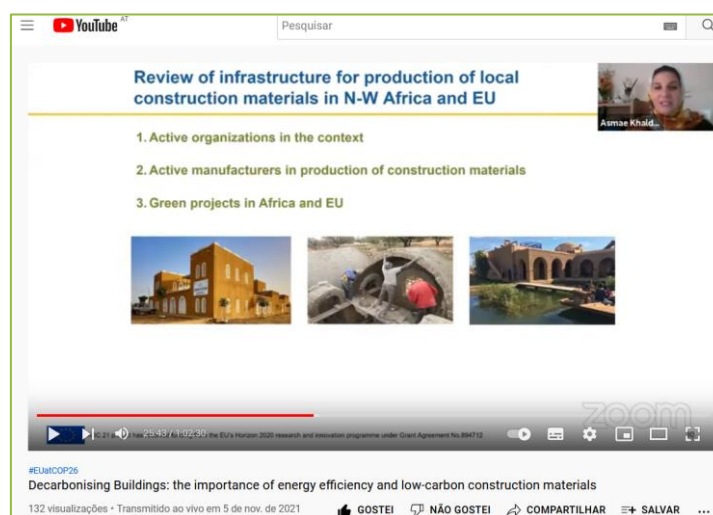 YouTube AT
Pesquisar
Review of infrastructure for production of local
construction materials in N-W Africa and EU
1. Active organizations in the context
2. Active manufacturers in production of construction materials
3. Green projects in Africa and EU
Asmae Khald...
zoom
25:43 / 1:02:30
the EU's Horizon 2020 research and innovation programme under Grant Agreement No.894712
#EUatCOP26
Decarbonising Buildings: the importance of energy efficiency and low-carbon construction materials
132 visualizações • Transmitido ao vivo em 5 de nov. de 2021
GOSTEI
NÃO GOSTEI
COMPARTILHAR
SALVAR
...